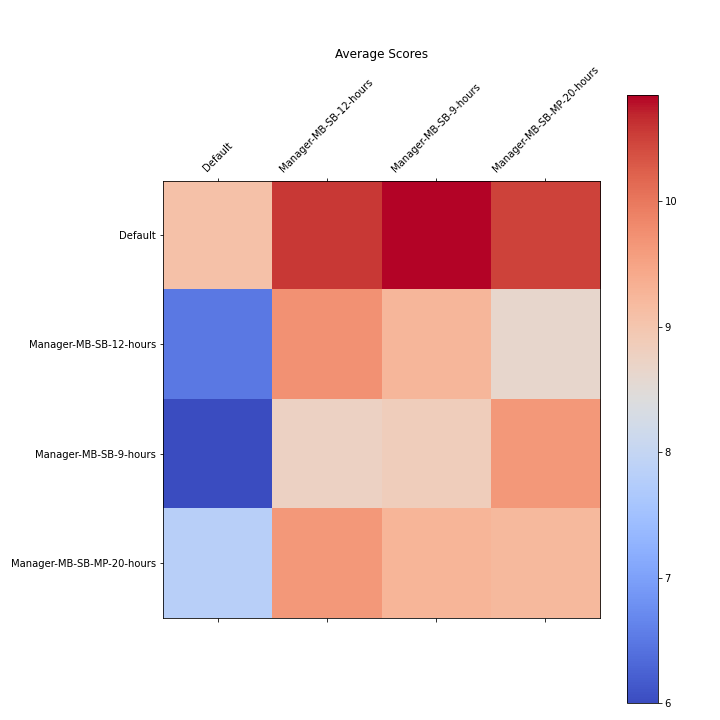 Average Scores
Default
Manager-MB-SB-12-hours
Manager-MB-SB-9-hours
Manager-MB-SB-MP-20-hours
Default
Manager-MB-SB-12-hours
Manager-MB-SB-9-hours
Manager-MB-SB-MP-20-hours
10
9
8
7
6